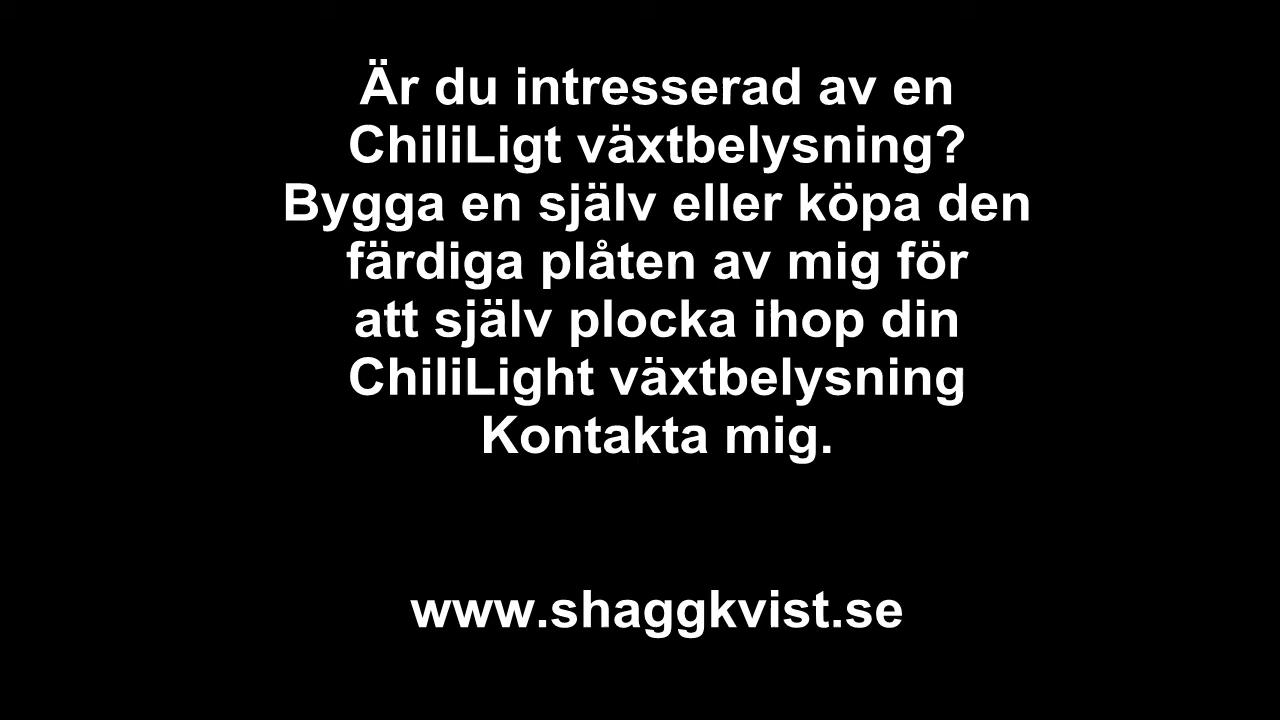 Är du intresserad av en
ChiliLigt växtbelysning?
Bygga en själv eller köpa den
färdiga plåten av mig för
att själv plocka ihop din
ChiliLight växtbelysning
Kontakta mig.
www.shaggkvist.se